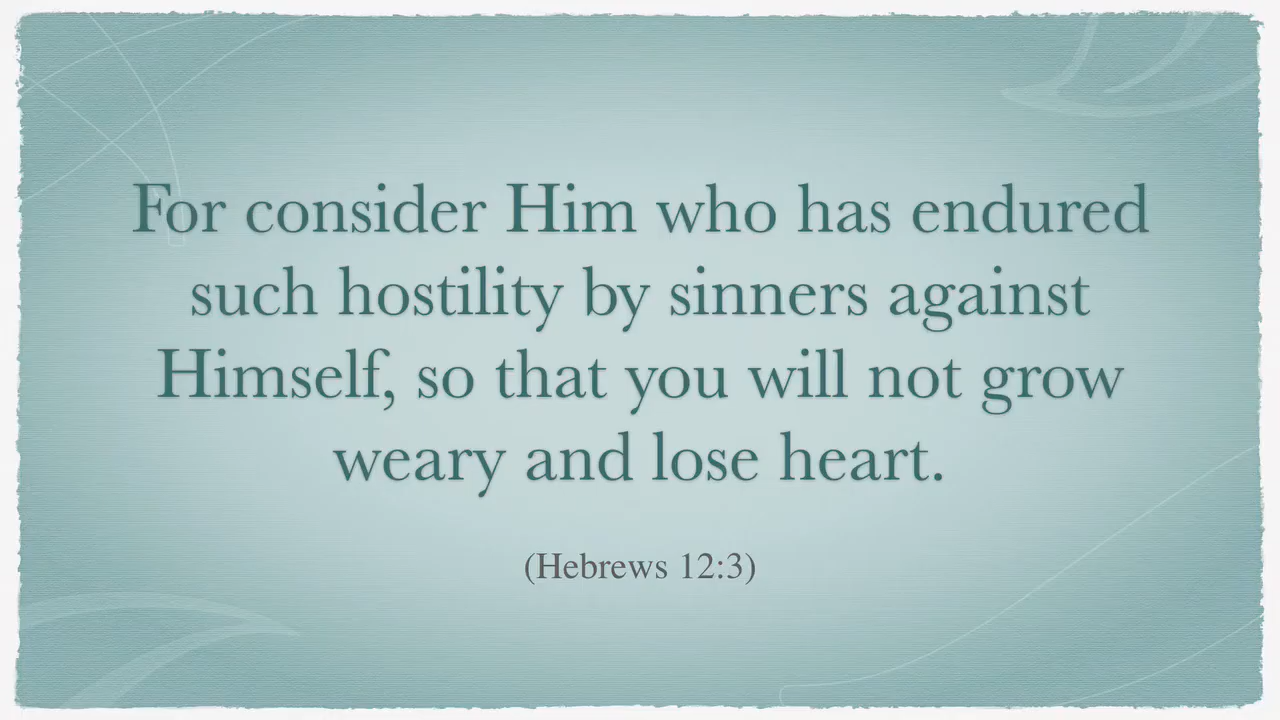 For consider Him who has endured
such hostility by sinners against
Himself, so that you will not grow
weary and lose heart.
(Hebrews 12:3)